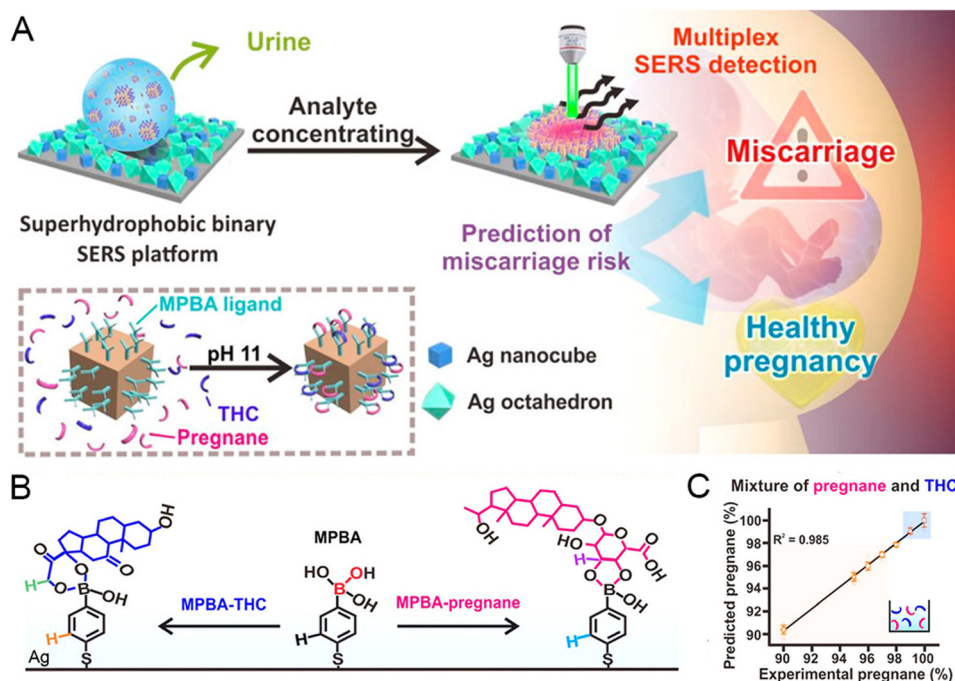 A
Urine
Analyte
concentrating
Superhydrophobic binary
SERS platform
Multiplex
SERS detection
Miscarriage
Prediction of
miscarriage risk
Healthy
pregnancy
MPBA ligand
pH 11
THC
Pregnane
Ag nanocube
Ag octahedron
B
OH
O
O
O
O
H
B
OH
H
Ag
S
MPBA-THC
MPBA
HO
OH
B
OH
H
S
MPBA-pregnane
OH
O
O
HO
O
H
OH
O
O
B
HO
H
S
C
Mixture of pregnane and THC
Predicted pregnane (%)
100
98
96
94
92
90
R² = 0.985
90
92
94
96
98
100
Experimental pregnane (%)